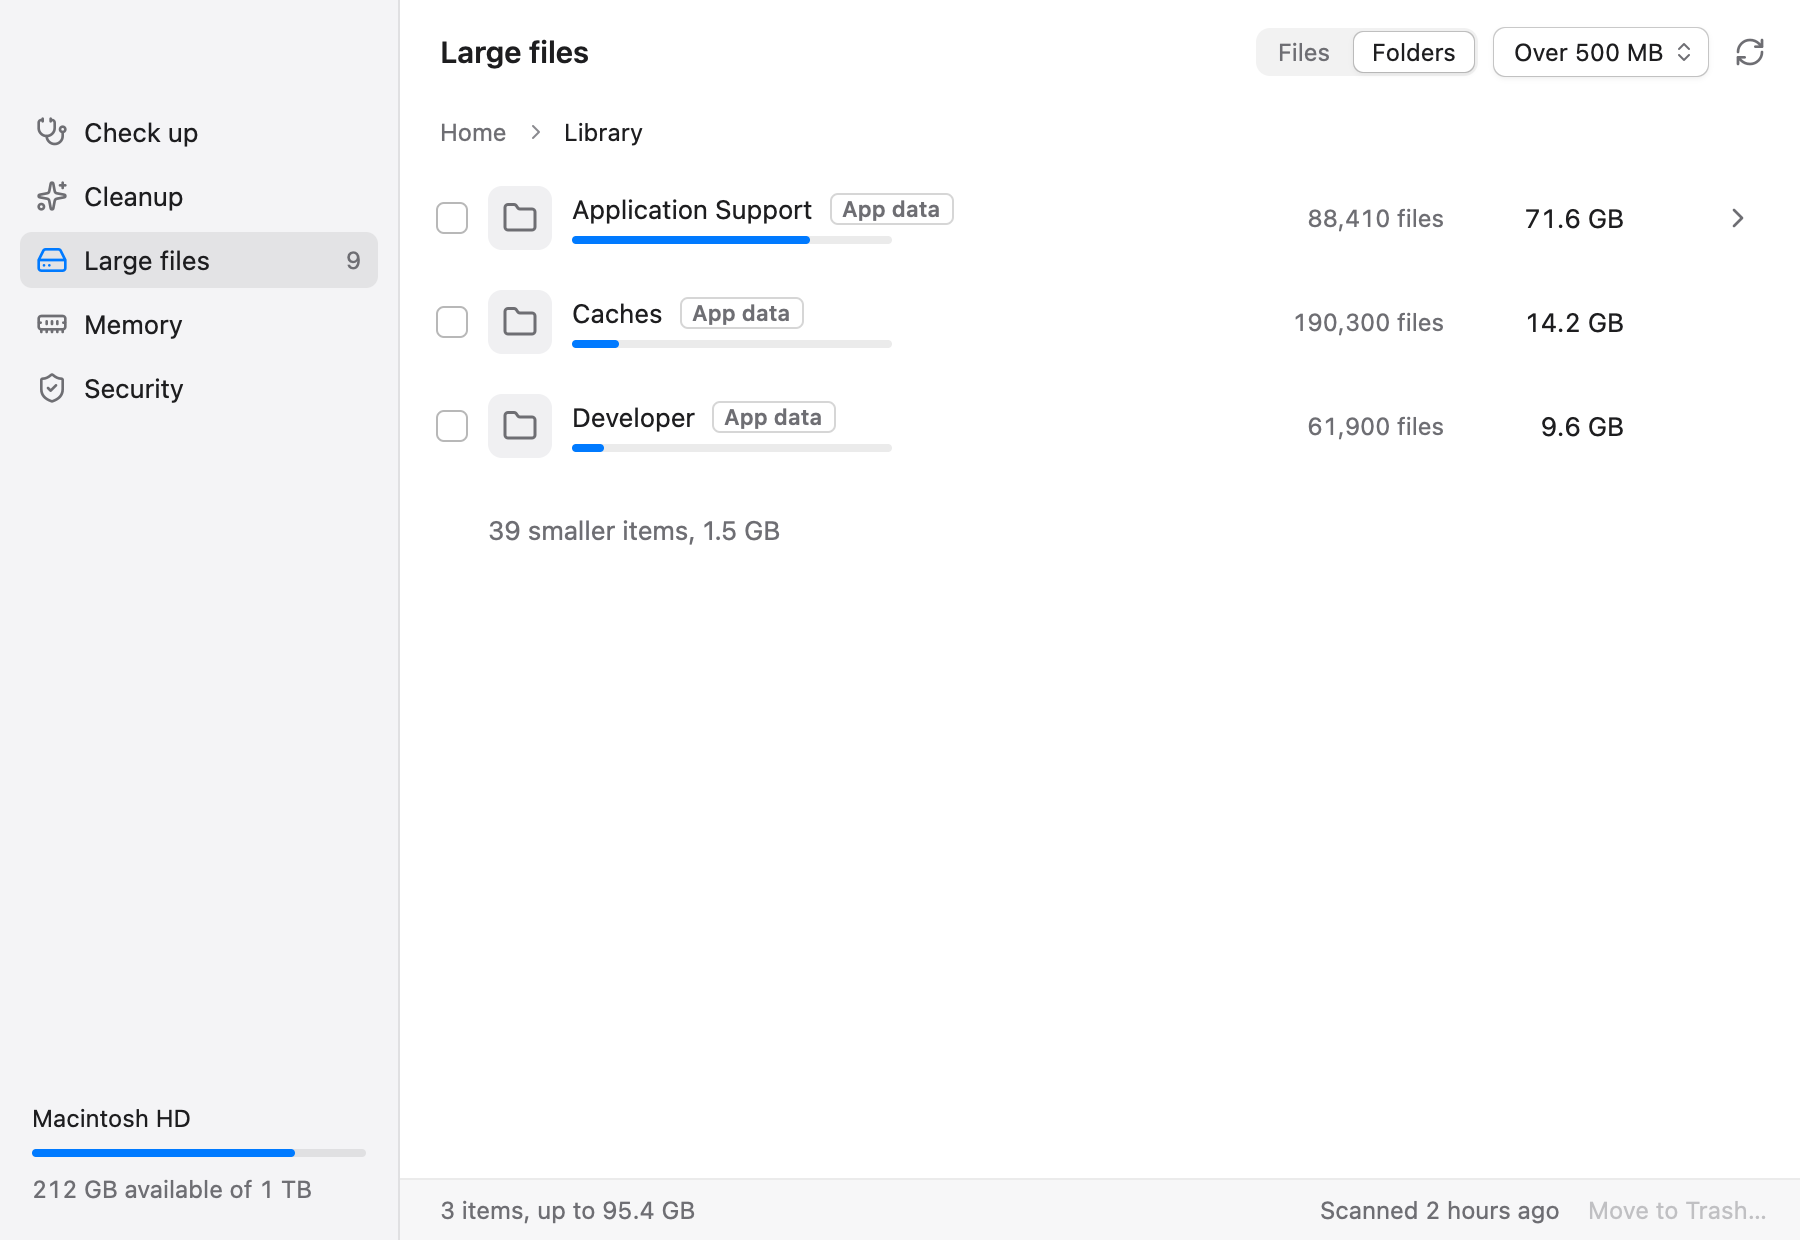 Large files
Files
Folders
Over 500 MB
Check up
Cleanup
Large files 9
Memory
Security
Home > Library
Application Support App data 88,410 files 71.6 GB
Caches App data 190,300 files 14.2 GB
Developer App data 61,900 files 9.6 GB
39 smaller items, 1.5 GB
Macintosh HD
212 GB available of 1 TB
3 items, up to 95.4 GB
Scanned 2 hours ago
Move to Trash...